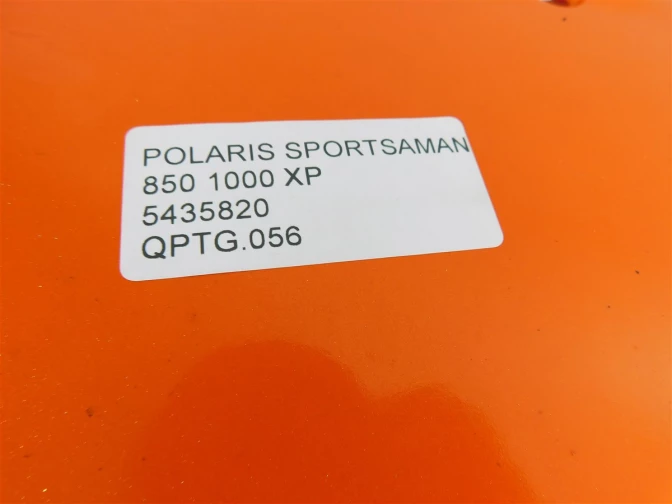 POLARIS SPORTSAMAN
850 1000 XP
5435820
QPTG.056